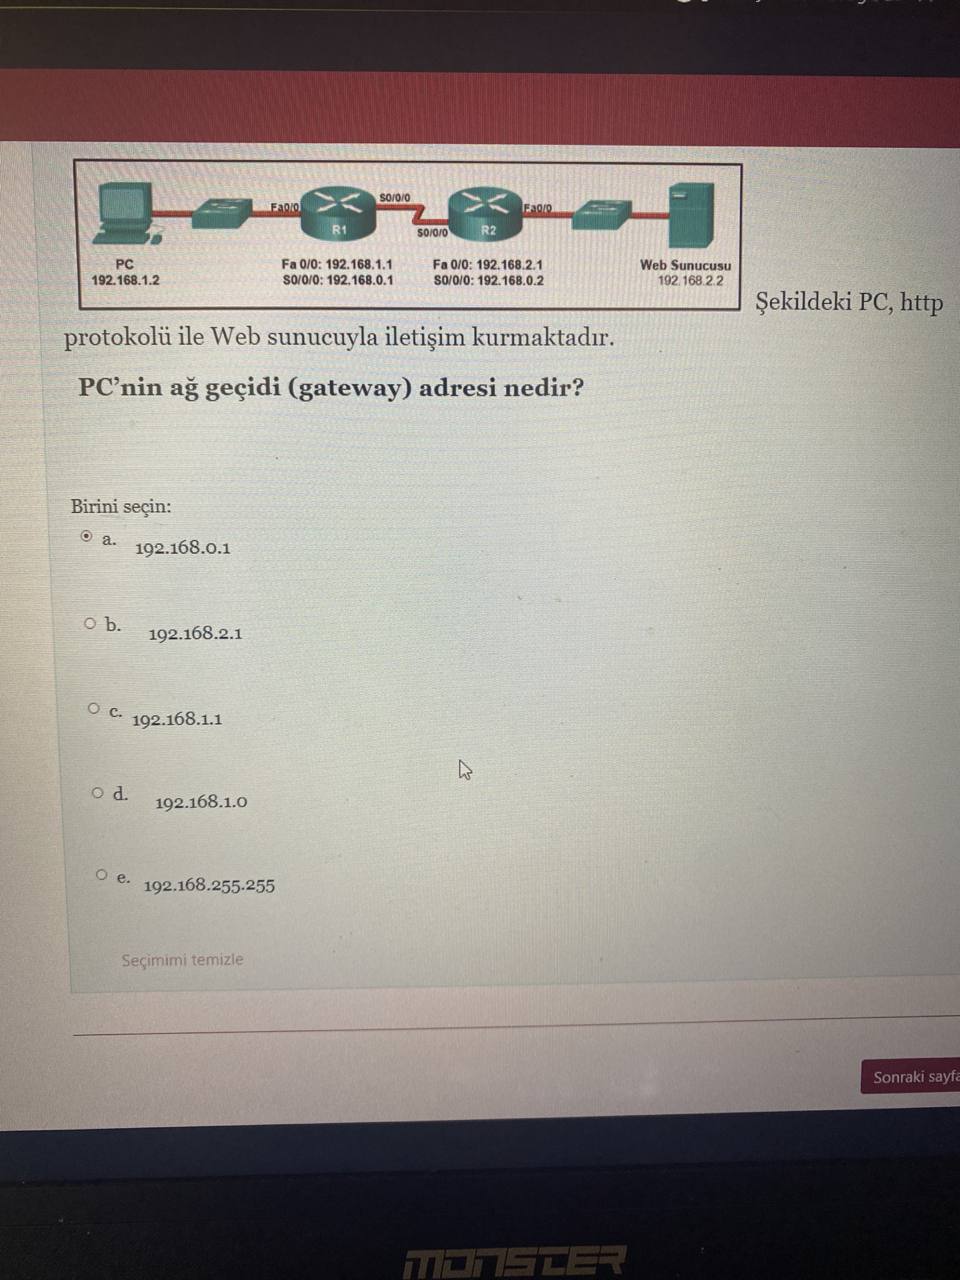 Fa0/0
S0/0/0
Fa0/0
R1
S0/0/0
R2
PC
192.168.1.2
Fa 0/0: 192.168.1.1
S0/0/0: 192.168.0.1
Fa 0/0: 192.168.2.1
S0/0/0: 192.168.0.2
Web Sunucusu
192.168.2.2
Şekildeki PC, http
protokolü ile Web sunucuyla iletişim kurmaktadır.
PC’nin ağ geçidi (gateway) adresi nedir?
Birini seçin:
a. 192.168.0.1
b. 192.168.2.1
c. 192.168.1.1
d. 192.168.1.0
e. 192.168.255.255
Seçimimi temizle
Sonraki sayfa
MONSTER